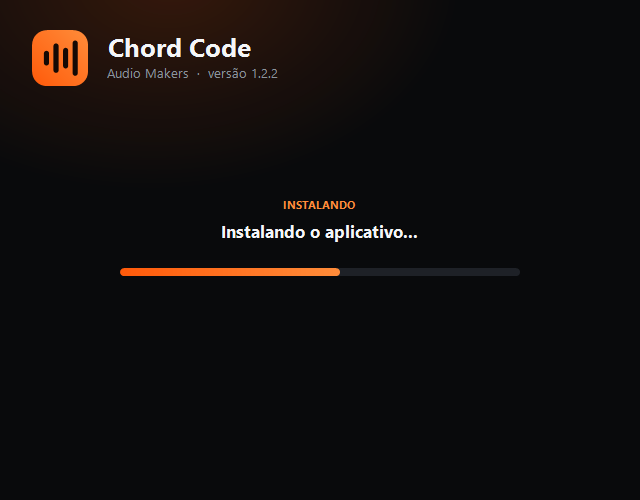 Chord Code
Audio Makers · versão 1.2.2
INSTALANDO
Instalando o aplicativo...